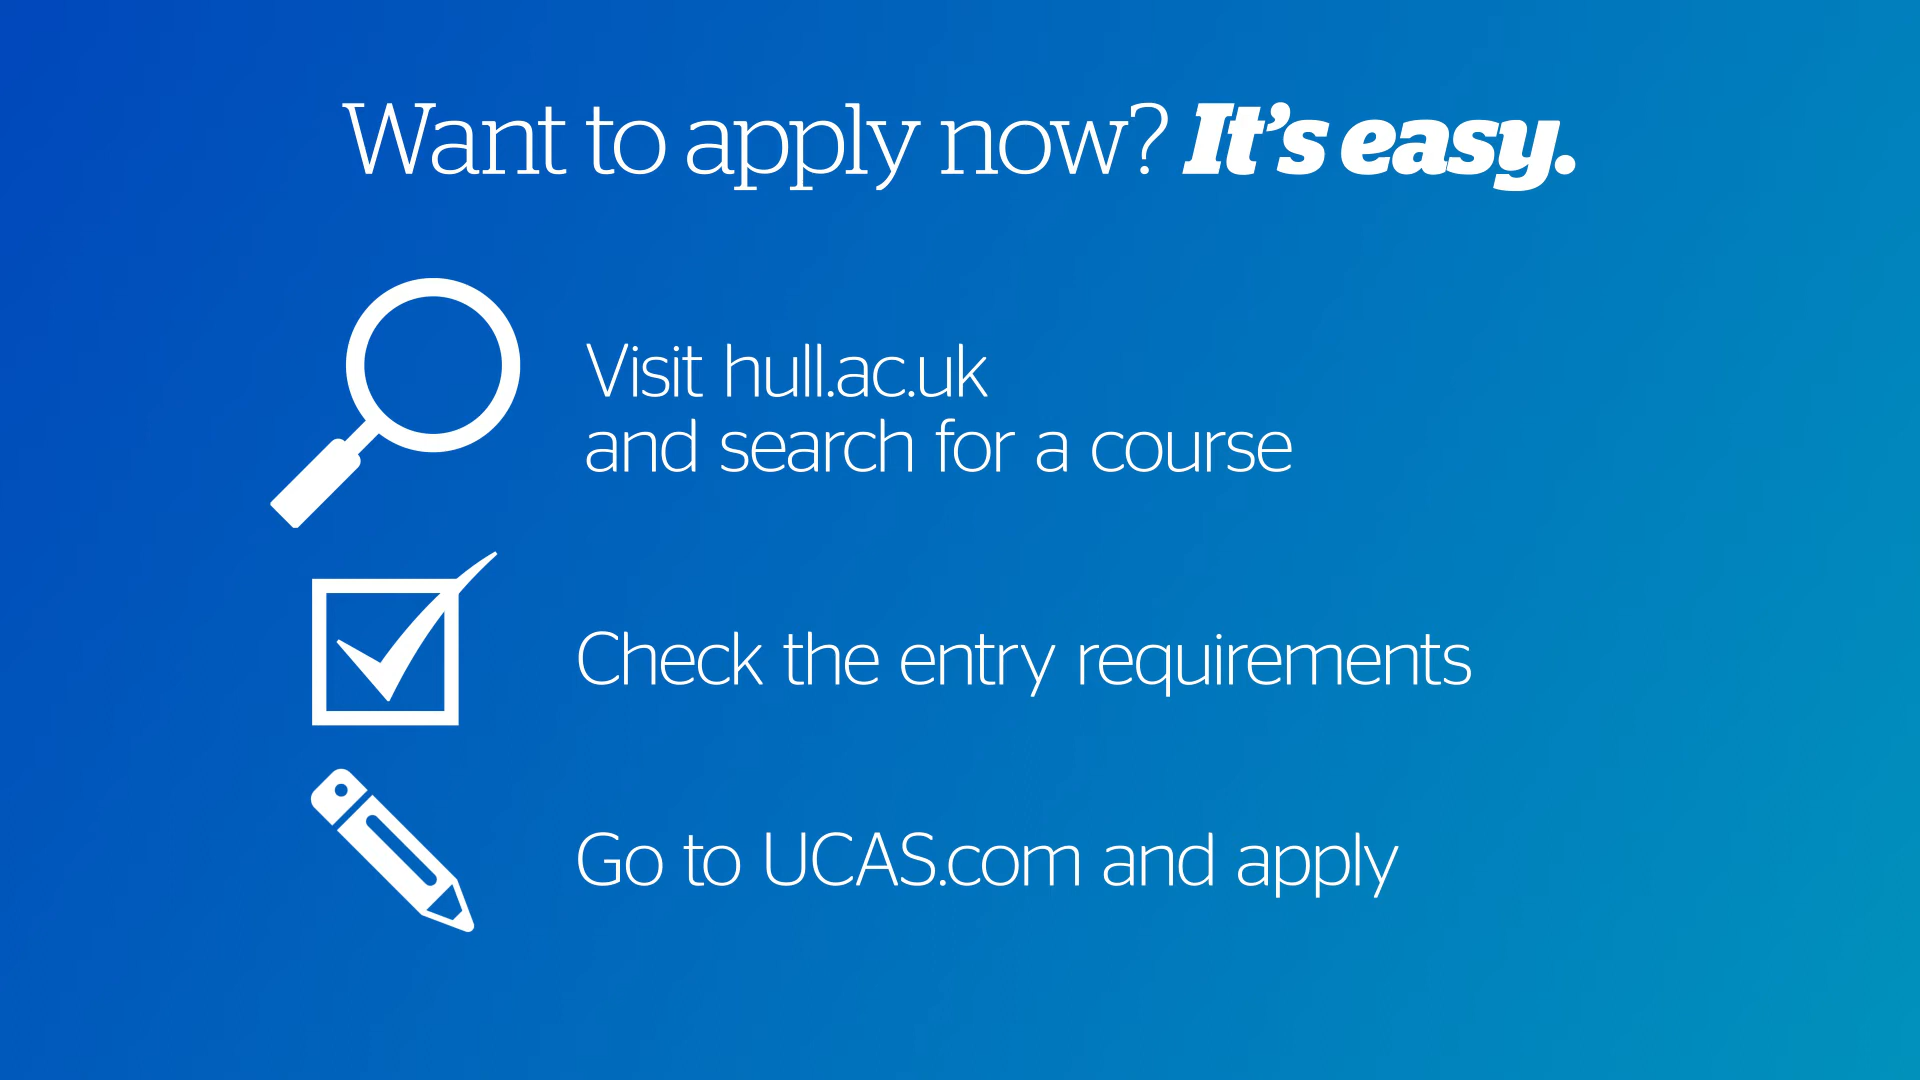 Want to apply now? It's easy.
Visit hull.ac.uk
and search for a course
Check the entry requirements
Go to UCAS.com and apply